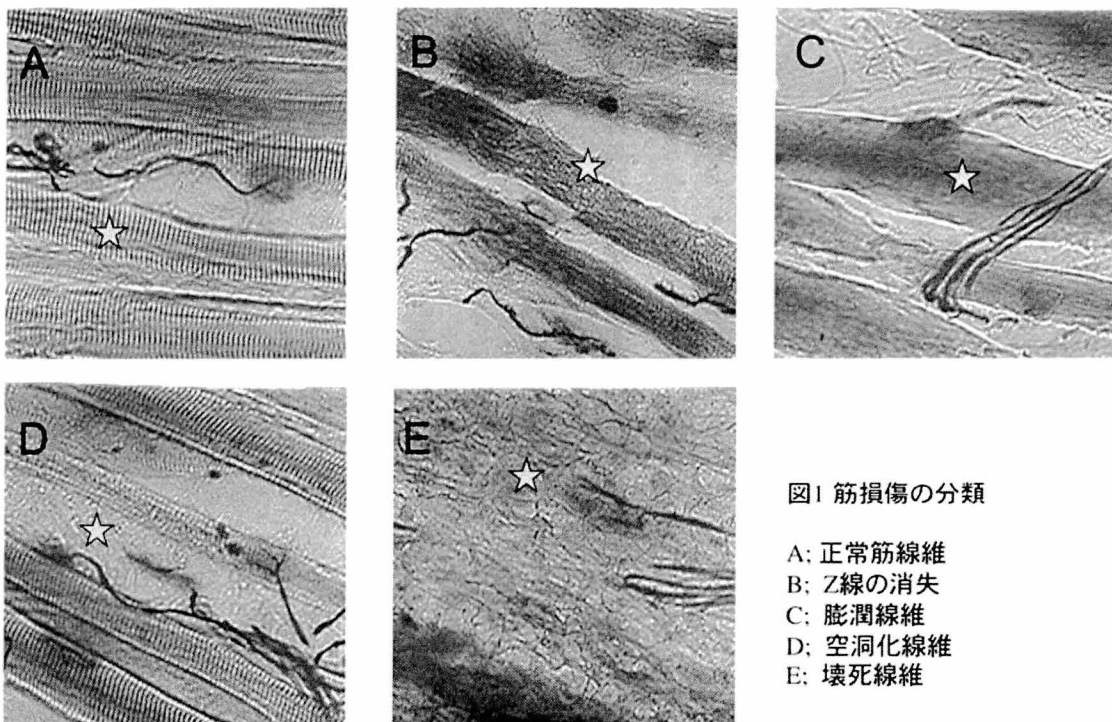 A
B
C
D
E
図1 筋損傷の分類
A; 正常筋線維
B; Z線の消失
C; 膨潤線維
D; 空洞化線維
E; 壊死線維